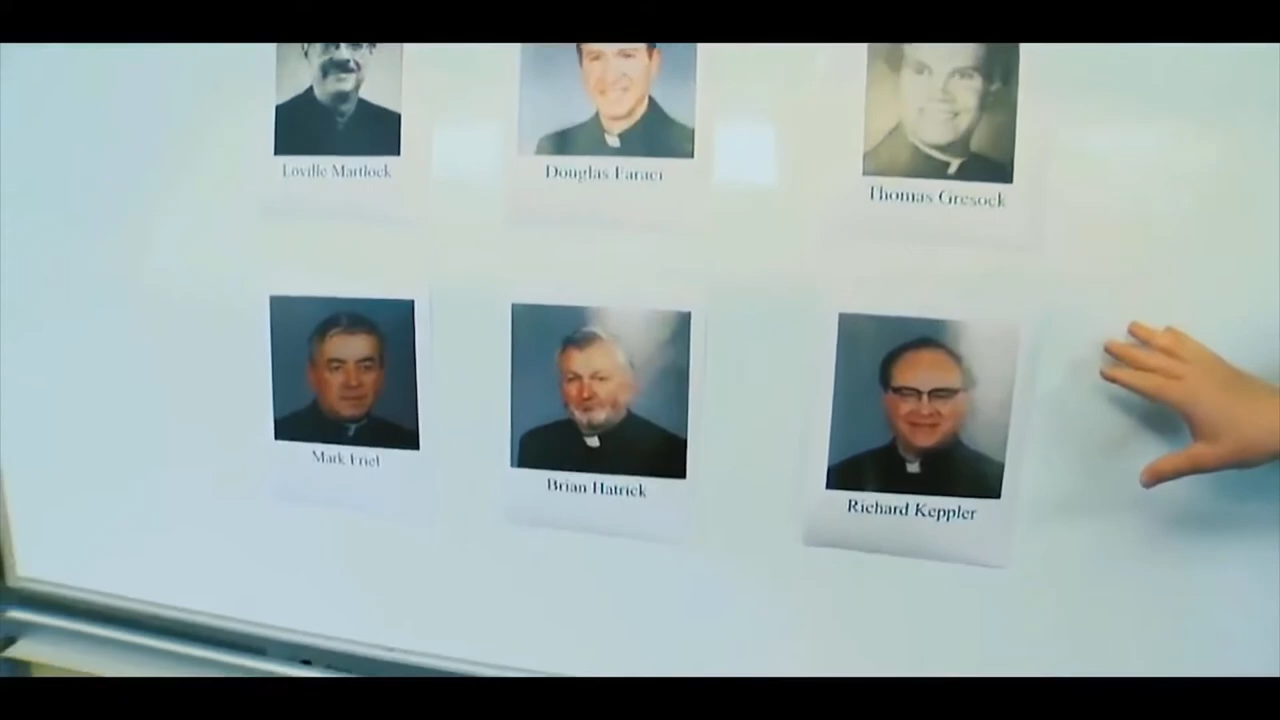 Loville Martlock
Douglas Faraci
Thomas Gresock
Mark Friel
Brian Hatrick
Richard Keppler